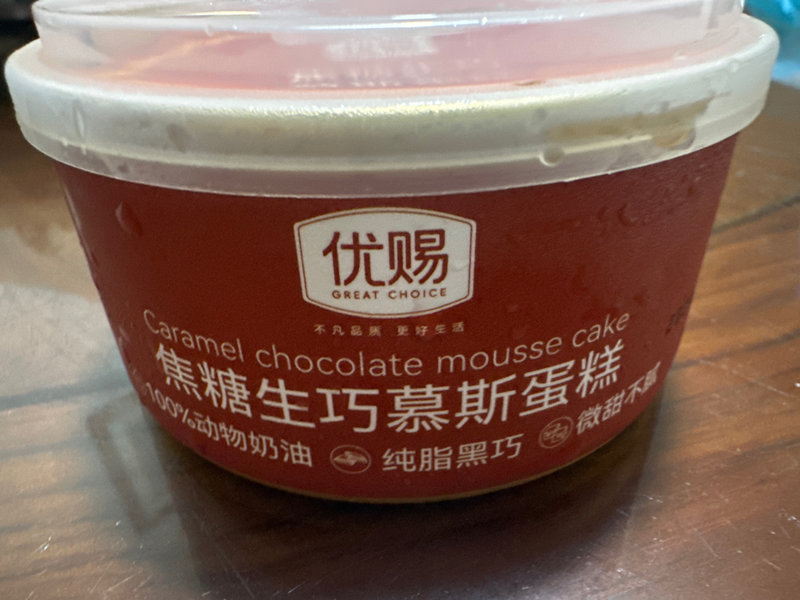 优赐
GREAT CHOICE
不凡品质 更好生活
Caramel chocolate mousse cake
焦糖生巧慕斯蛋糕
100%动物奶油 纯脂黑巧 微甜不腻